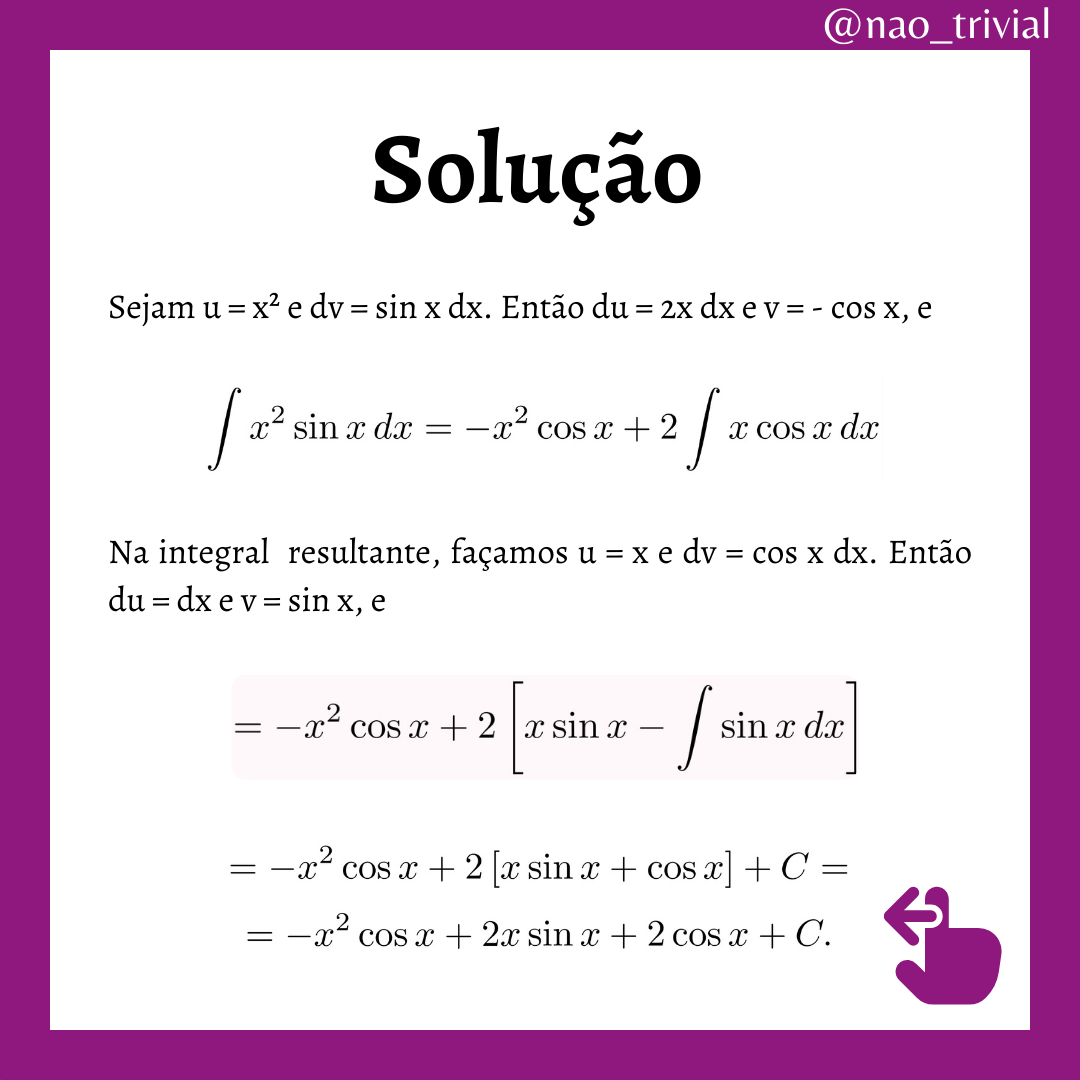 @nao_trivial
Solução
Sejam u = x² e dv = sin x dx. Então du = 2x dx e v = - cos x, e
∫ x² sin x dx = −x² cos x + 2 ∫ x cos x dx
Na integral resultante, façamos u = x e dv = cos x dx. Então
du = dx e v = sin x, e
= −x² cos x + 2 [x sin x − ∫ sin x dx]
= −x² cos x + 2 [x sin x + cos x] + C =
= −x² cos x + 2x sin x + 2 cos x + C.